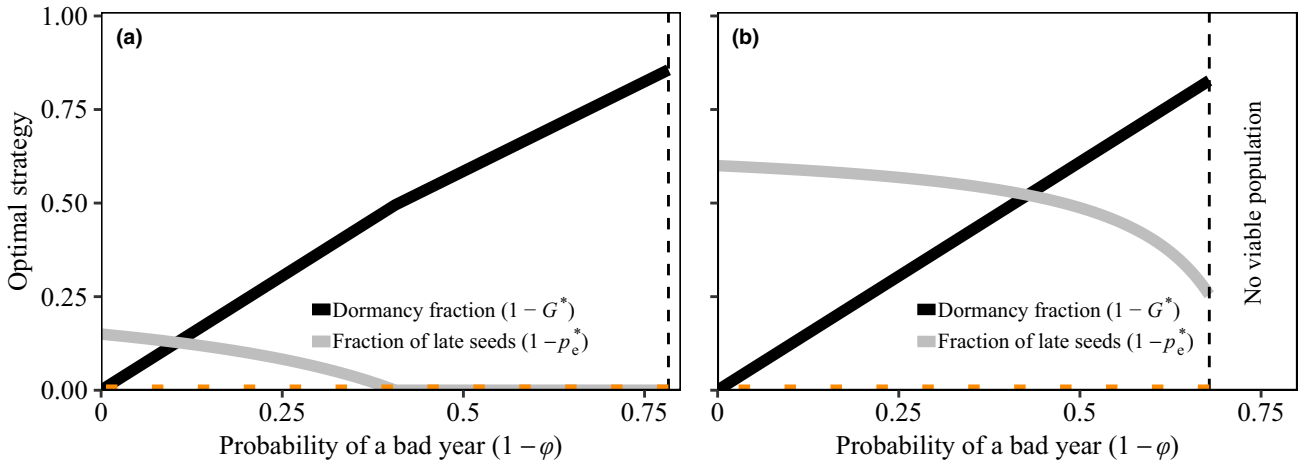 Optimal strategy
1.00
0.75
0.50
0.25
0.00
(a)
Dormancy fraction (1 − G*)
Fraction of late seeds (1 − pₑ*)
0
0.25
0.5
0.75
Probability of a bad year (1 − φ)
(b)
No viable population
Dormancy fraction (1 − G*)
Fraction of late seeds (1 − pₑ*)
0
0.25
0.5
0.75
Probability of a bad year (1 − φ)